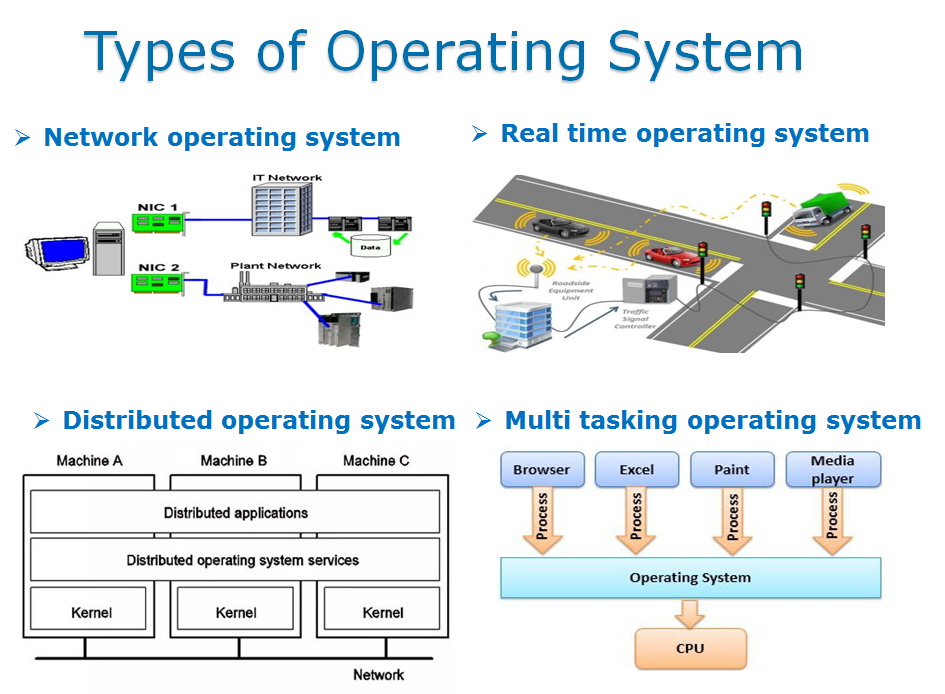 Types of Operating System
➢ Network operating system
IT Network
NIC 1
Data
NIC 2
Plant Network
➢ Real time operating system
Roadside
Equipment
Unit
Traffic
Signal
Controller
➢ Distributed operating system
Machine A
Machine B
Machine C
Distributed applications
Distributed operating system services
Kernel
Kernel
Kernel
Network
➢ Multi tasking operating system
Browser
Excel
Paint
Media
player
Process
Process
Process
Process
Operating System
CPU